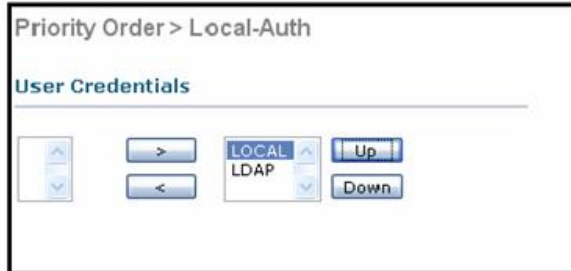 Priority Order > Local-Auth
User Credentials
> LOCAL Up
< LDAP Down